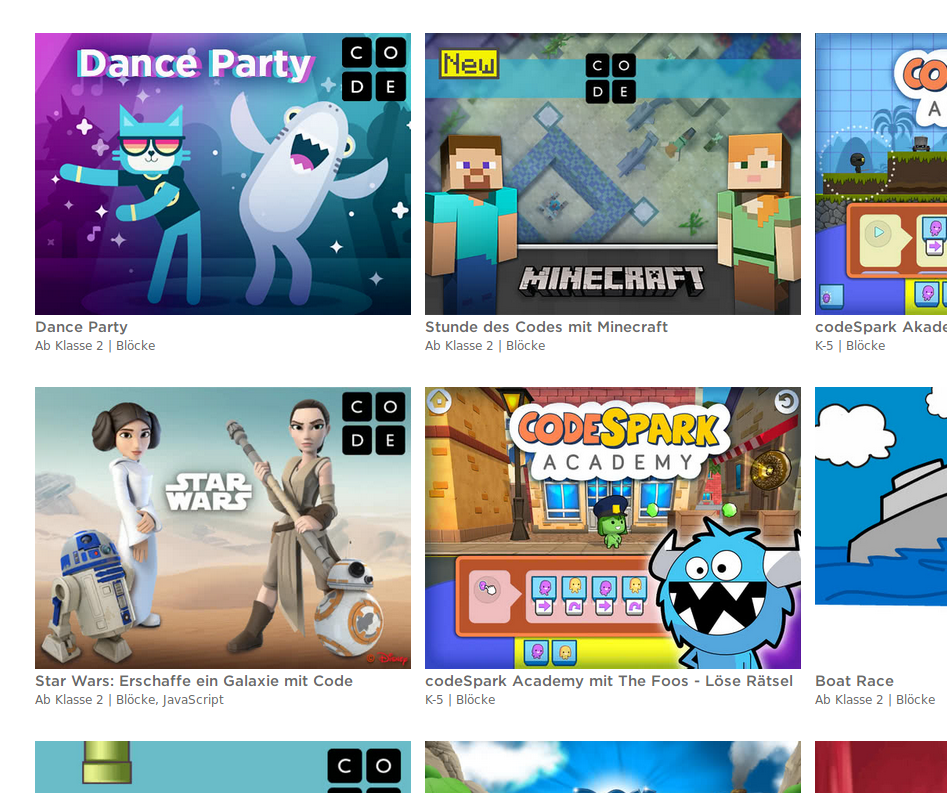 Dance Party
C O
D E
Dance Party
Ab Klasse 2 | Blöcke
New
C O
D E
MINECRAFT
Stunde des Codes mit Minecraft
Ab Klasse 2 | Blöcke
CO
A
codeSpark Akade
K-5 | Blöcke
C O
D E
STAR
WARS
© Disney
Star Wars: Erschaffe ein Galaxie mit Code
Ab Klasse 2 | Blöcke, JavaScript
CODESPARK
ACADEMY
codeSpark Academy mit The Foos - Löse Rätsel
K-5 | Blöcke
Boat Race
Ab Klasse 2 | Blöcke
C O